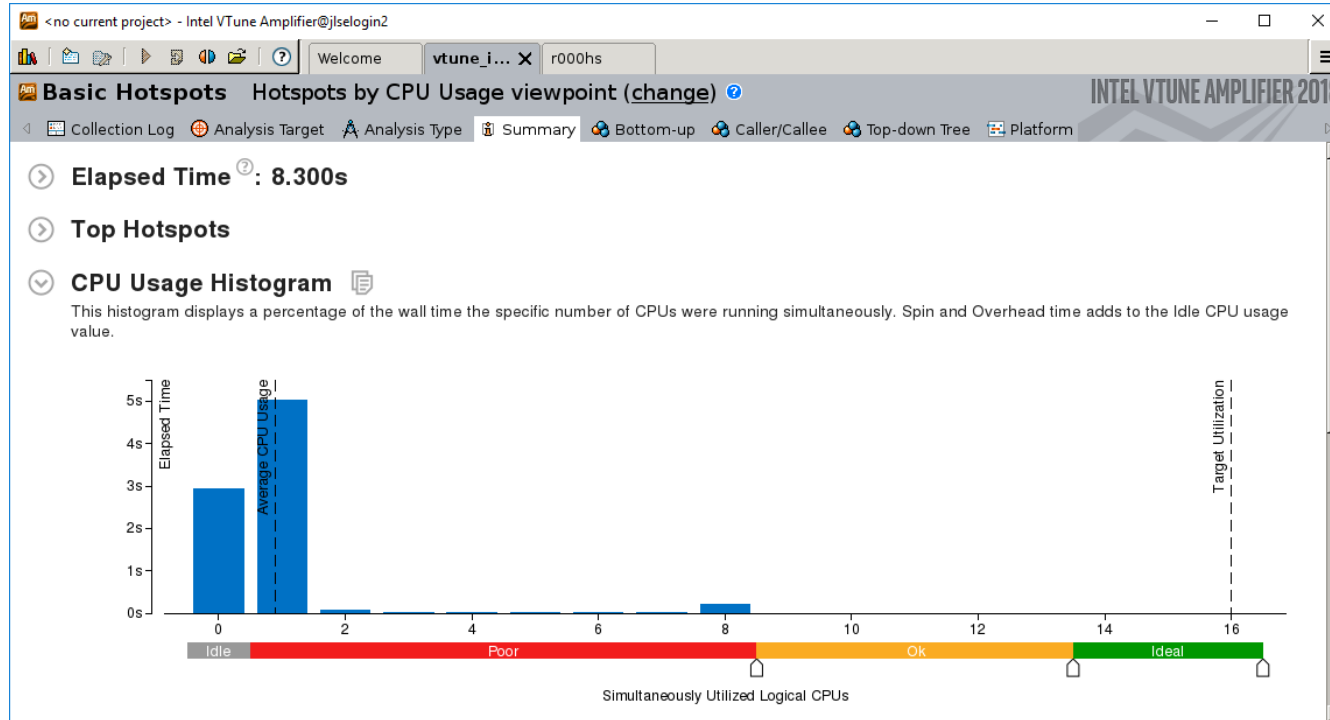 <no current project> - Intel VTune Amplifier@jlselogin2
Welcome
vtune_i...
r000hs
Basic Hotspots Hotspots by CPU Usage viewpoint (change)
INTEL VTUNE AMPLIFIER 201
Collection Log Analysis Target Analysis Type Summary Bottom-up Caller/Callee Top-down Tree Platform
Elapsed Time ? : 8.300s
Top Hotspots
CPU Usage Histogram
This histogram displays a percentage of the wall time the specific number of CPUs were running simultaneously. Spin and Overhead time adds to the Idle CPU usage
value.
Elapsed Time
Average CPU Usage
Target Utilization
5s
4s
3s
2s
1s
0s
0 2 4 6 8 10 12 14 16
Idle Poor Ok Ideal
Simultaneously Utilized Logical CPUs